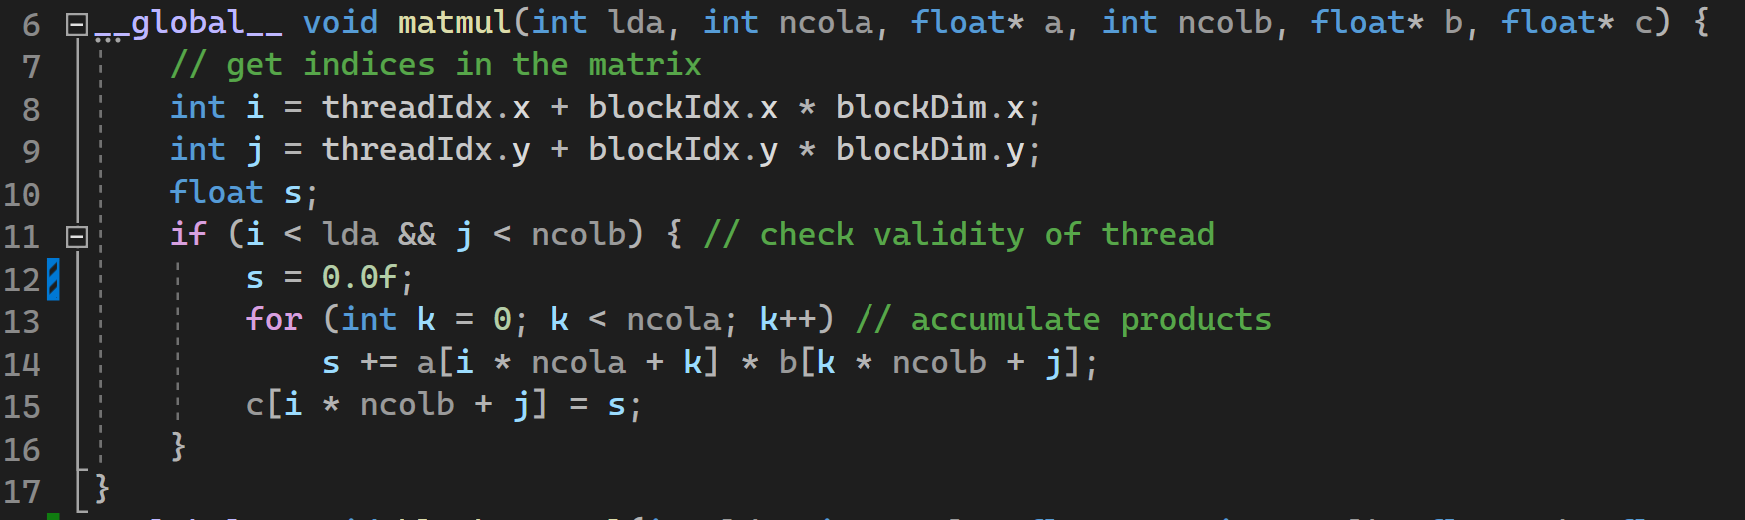 6 __global__ void matmul(int lda, int ncola, float* a, int ncolb, float* b, float* c) {
7 // get indices in the matrix
8 int i = threadIdx.x + blockIdx.x * blockDim.x;
9 int j = threadIdx.y + blockIdx.y * blockDim.y;
10 float s;
11 if (i < lda && j < ncolb) { // check validity of thread
12 s = 0.0f;
13 for (int k = 0; k < ncola; k++) // accumulate products
14 s += a[i * ncola + k] * b[k * ncolb + j];
15 c[i * ncolb + j] = s;
16 }
17 }